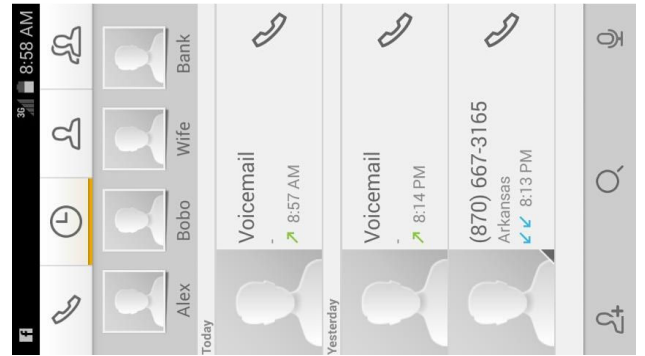 3G 8:58 AM
Alex Bobo Wife Bank
Today
Voicemail
-
8:57 AM
Yesterday
Voicemail
-
8:14 PM
(870) 667-3165
Arkansas
8:13 PM